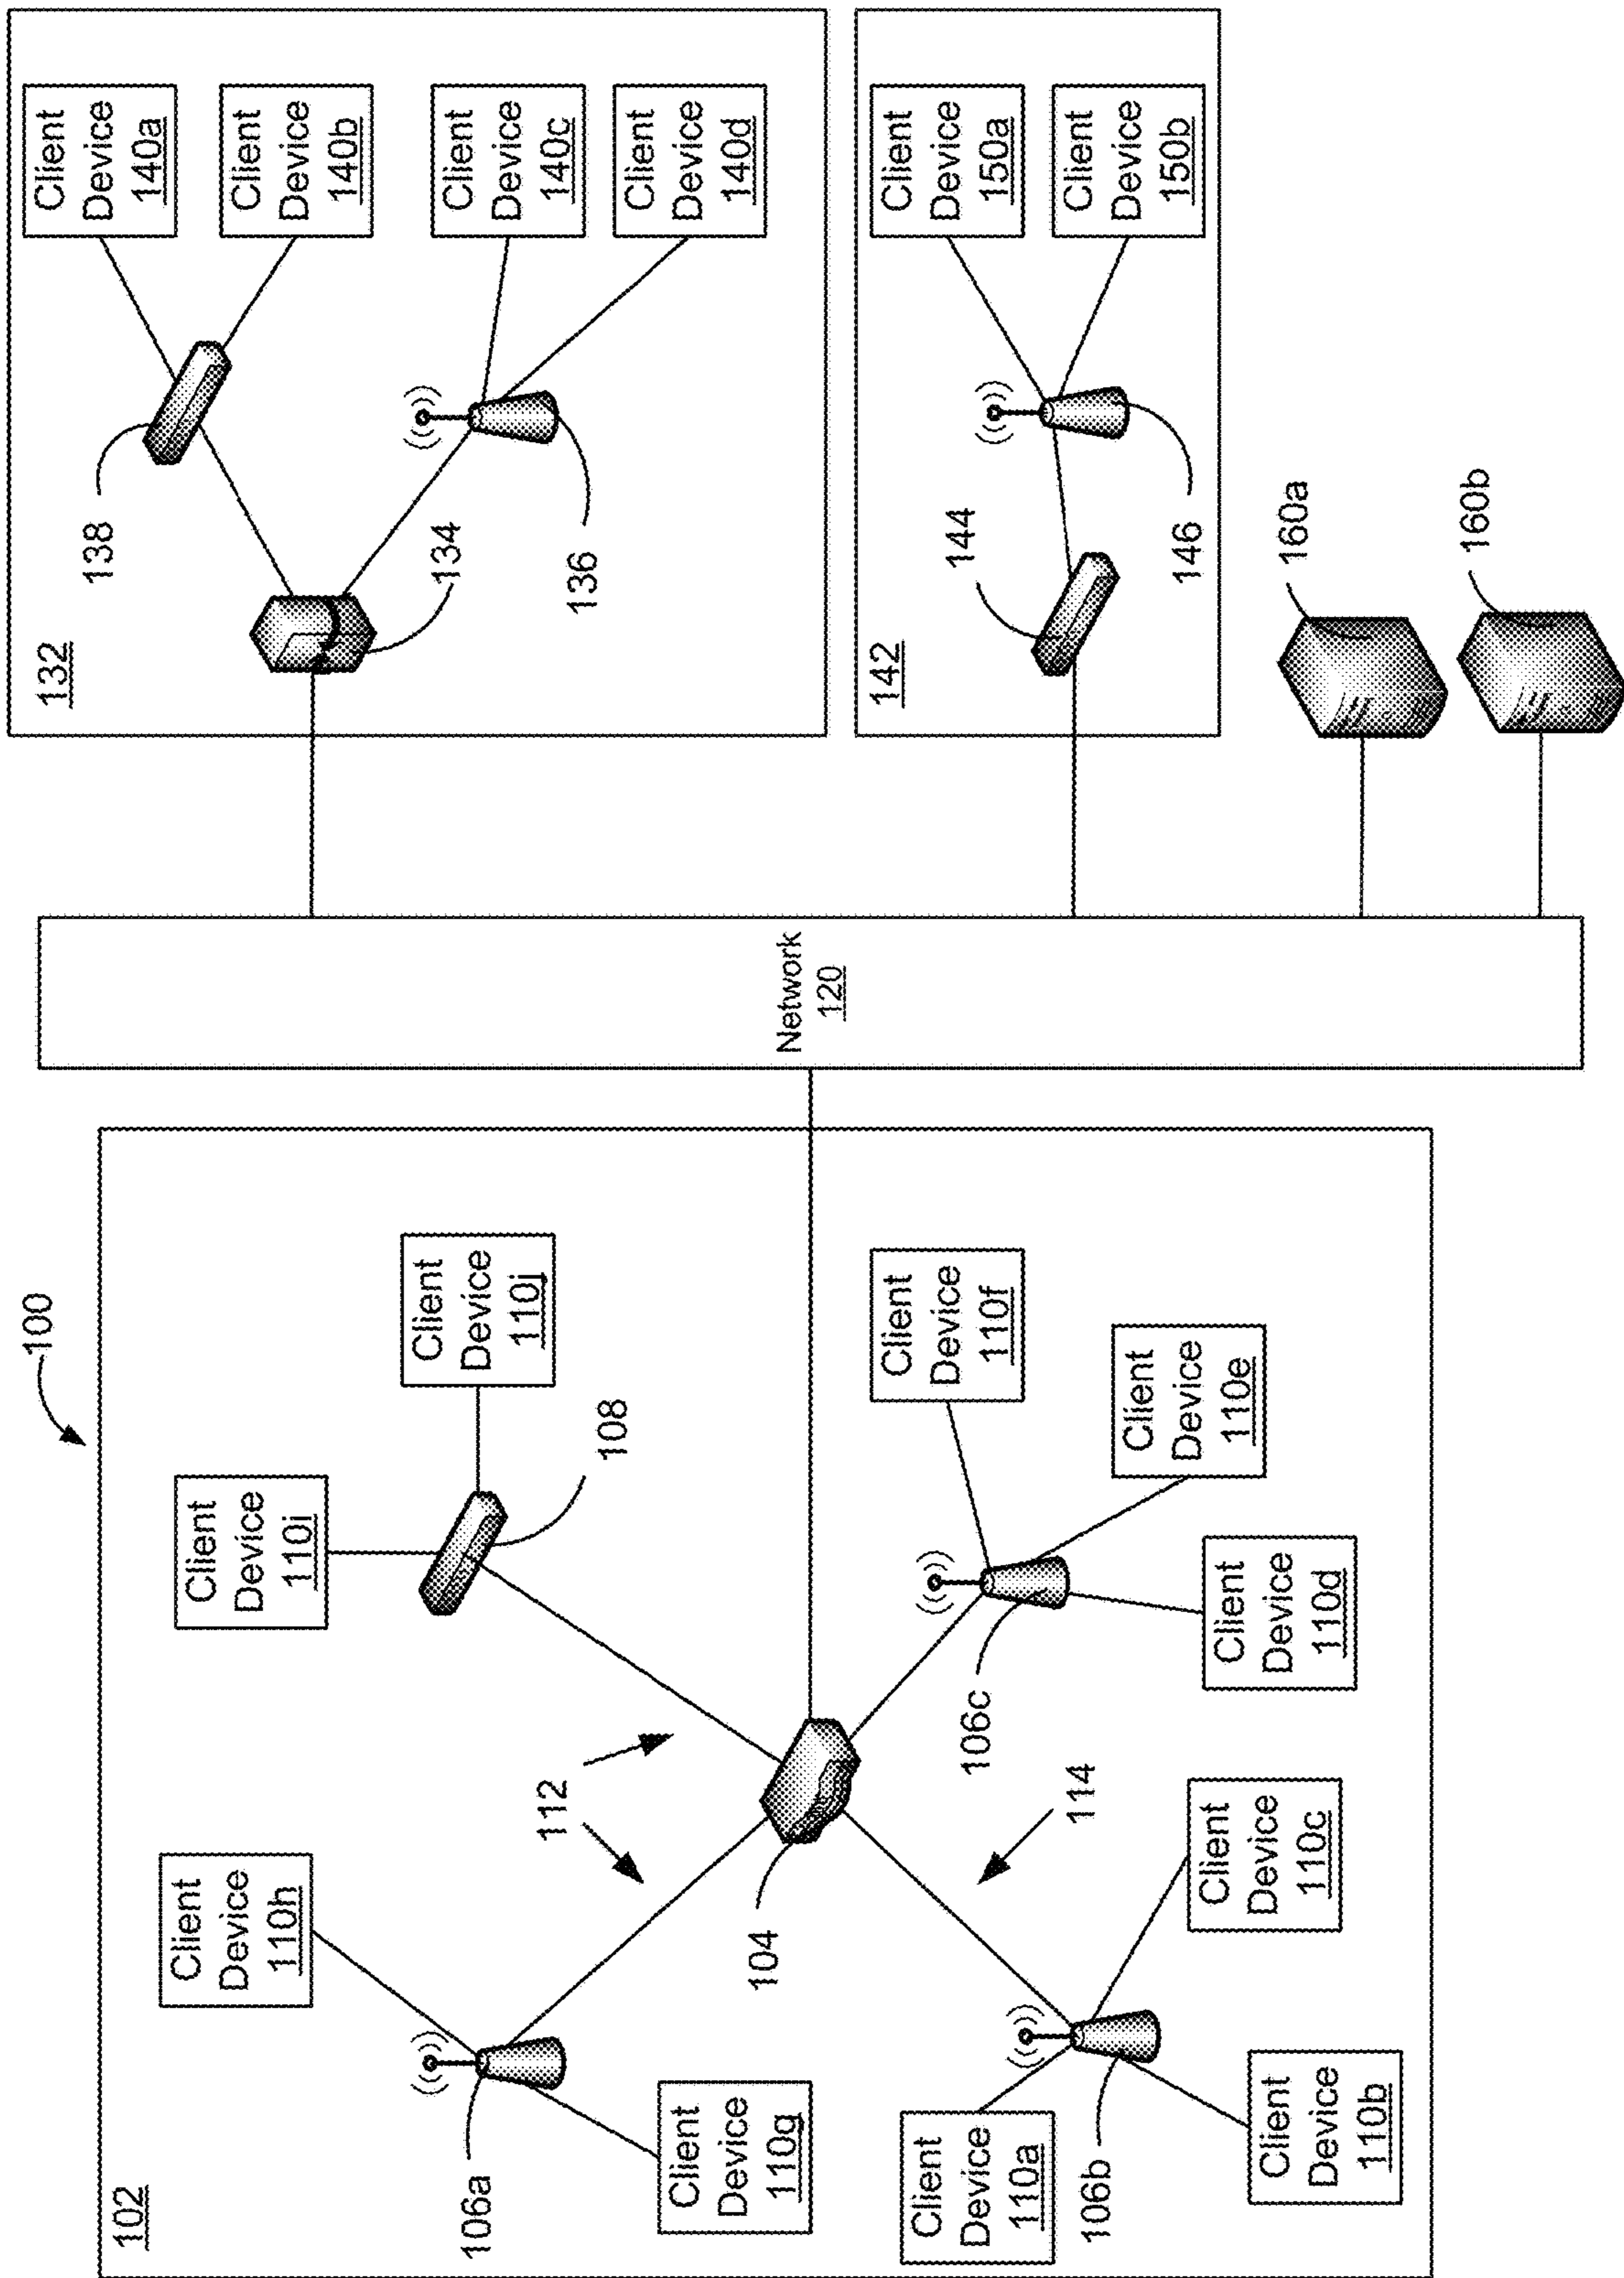 100
102
Client
Device
110h
Client
Device
110i
Client
Device
110j
108
106a
112
Client
Device
110g
104
Client
Device
110a
106b
114
106c
Client
Device
110f
Client
Device
110e
Client
Device
110b
Client
Device
110c
Client
Device
110d
Network
120
132
138
134
136
Client
Device
140a
Client
Device
140b
Client
Device
140c
Client
Device
140d
142
144
146
Client
Device
150a
Client
Device
150b
160a
160b